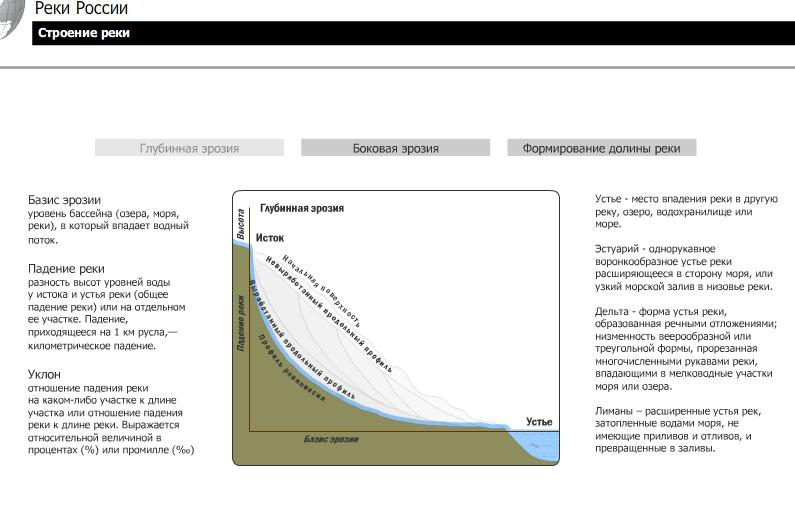 Реки России
Строение реки
Глубинная эрозия
Боковая эрозия
Формирование долины реки
Базис эрозии
уровень бассейна (озера, моря,
реки), в который впадает водный
поток.
Падение реки
разность высот уровней воды
у истока и устья реки (общее
падение реки) или на отдельном
ее участке. Падение,
приходящееся на 1 км русла,—
километрическое падение.
Уклон
отношение падения реки
на каком-либо участке к длине
участка или отношение падения
реки к длине реки. Выражается
относительной величиной в
процентах (%) или промилле (‰)
Высота
Глубинная эрозия
Исток
Начальная поверхность
Невыработанный продольный профиль
Выработанный продольный профиль
Профиль равновесия
Падение реки
Устье
Базис эрозии
Устье - место впадения реки в другую
реку, озеро, водохранилище или
море.
Эстуарий - однорукавное
воронкообразное устье реки
расширяющееся в сторону моря, или
узкий морской залив в низовье реки.
Дельта - форма устья реки,
образованная речными отложениями;
низменность веерообразной или
треугольной формы, прорезанная
многочисленными рукавами реки,
впадающими в мелководные участки
моря или озера.
Лиманы – расширенные устья рек,
затопленные водами моря, не
имеющие приливов и отливов, и
превращенные в заливы.